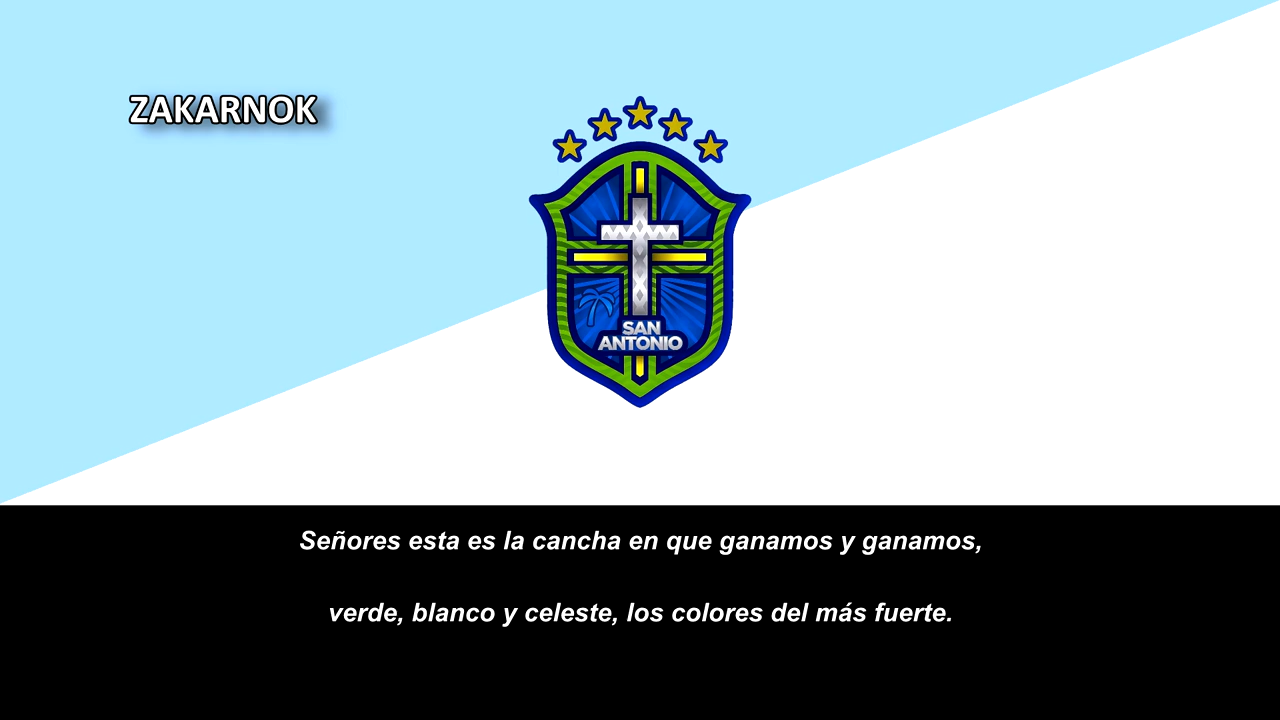 ZAKARNOK
SAN
ANTONIO
Señores esta es la cancha en que ganamos y ganamos,
verde, blanco y celeste, los colores del más fuerte.